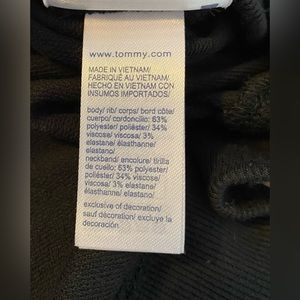 www.tommy.com
MADE IN VIETNAM/
FABRIQUÉ AU VIETNAM/
HECHO EN VIETNAM CON
INSUMOS IMPORTADOS/
body/ rib/ corps/ bord côte/
cuerpo/ cordoncillo: 63%
polyester/ poliéster/ 34%
viscose/ viscosa/ 3%
elastane/ élasthanne/
elastano/
neckband/ encolure/ tirilla
de cuello: 63% polyester/
poliéster/ 34% viscose/
viscosa/ 3% elastane/
élasthanne/ elastano/
exclusive of decoration/
sauf décoration/ excluye la
decoración